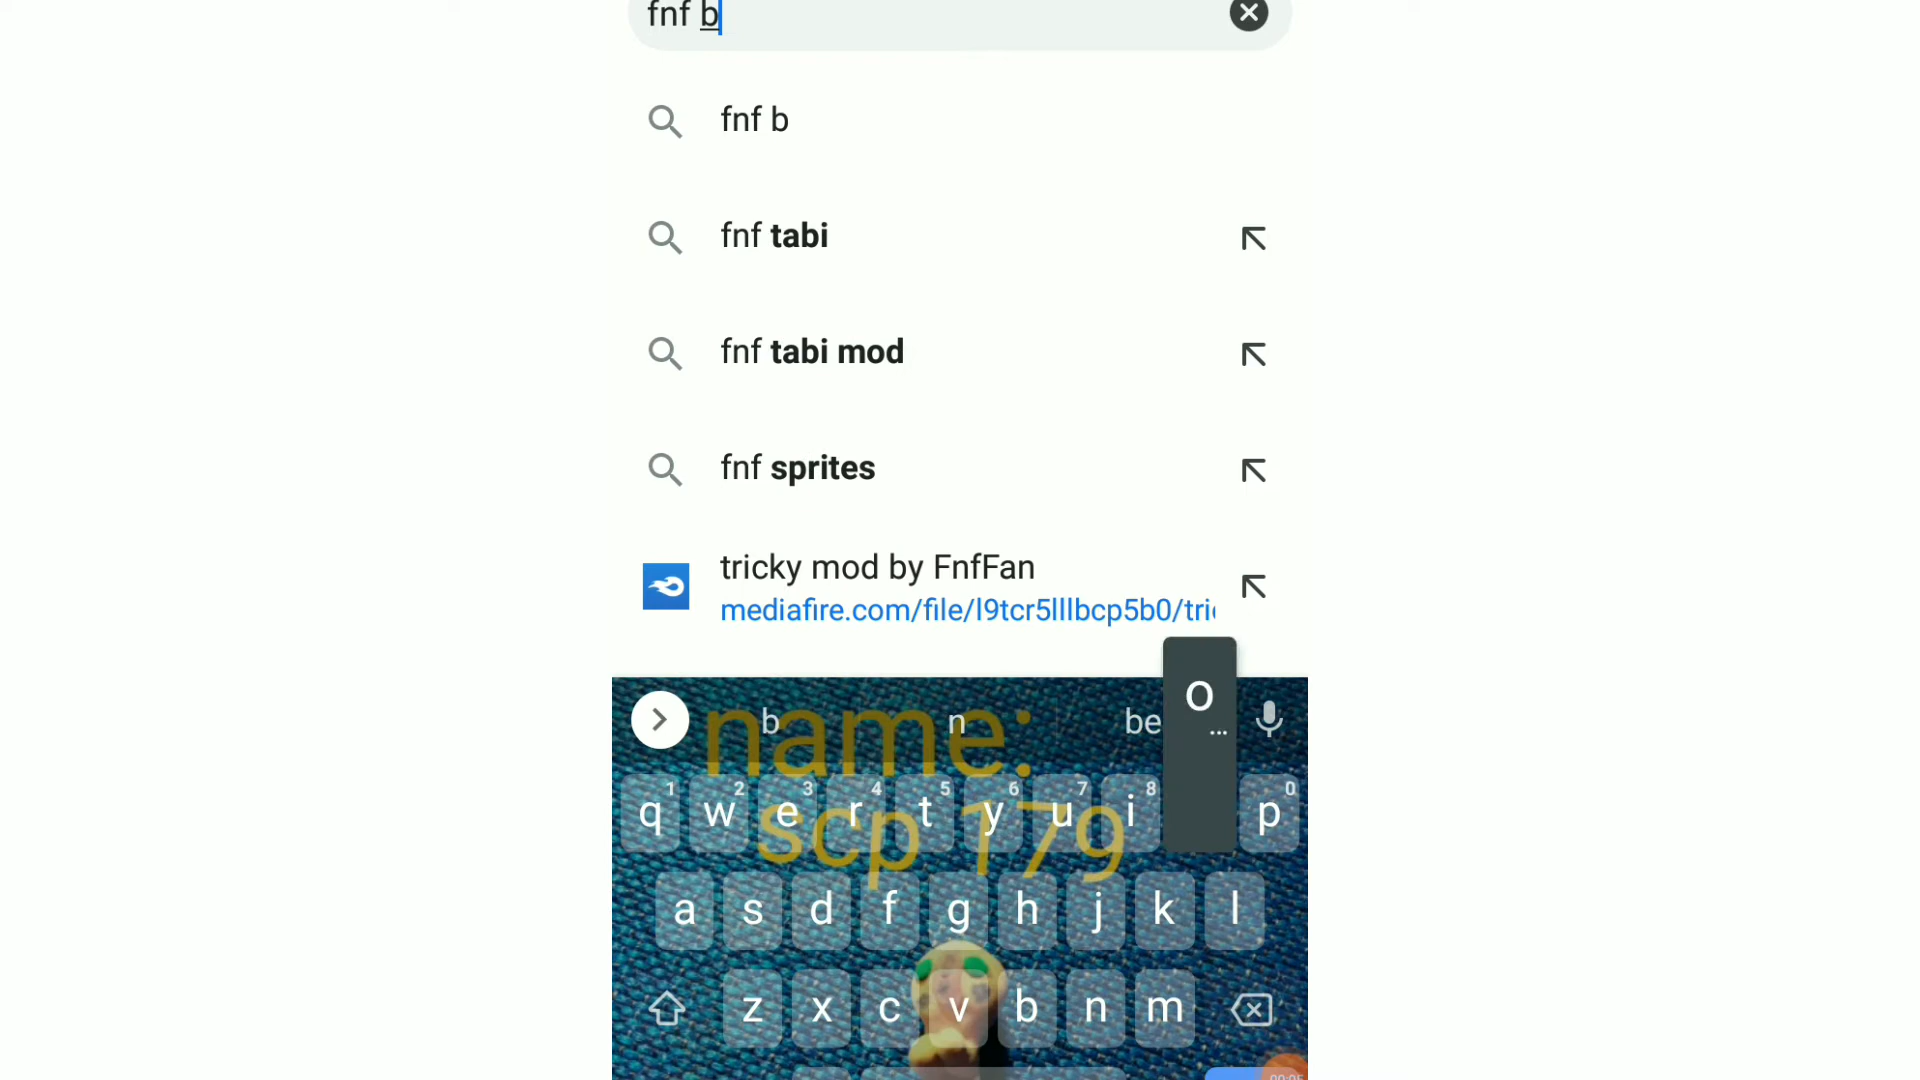 fnf b
fnf b
fnf tabi
fnf tabi mod
fnf sprites
tricky mod by FnfFan
mediafire.com/file/l9tcr5lllbcp5b0/tri
o
...
b n be
name:
scp 179
1 2 3 4 5 6 7 8 0
q w e r t y u i p
a s d f g h j k l
z x c v b n m